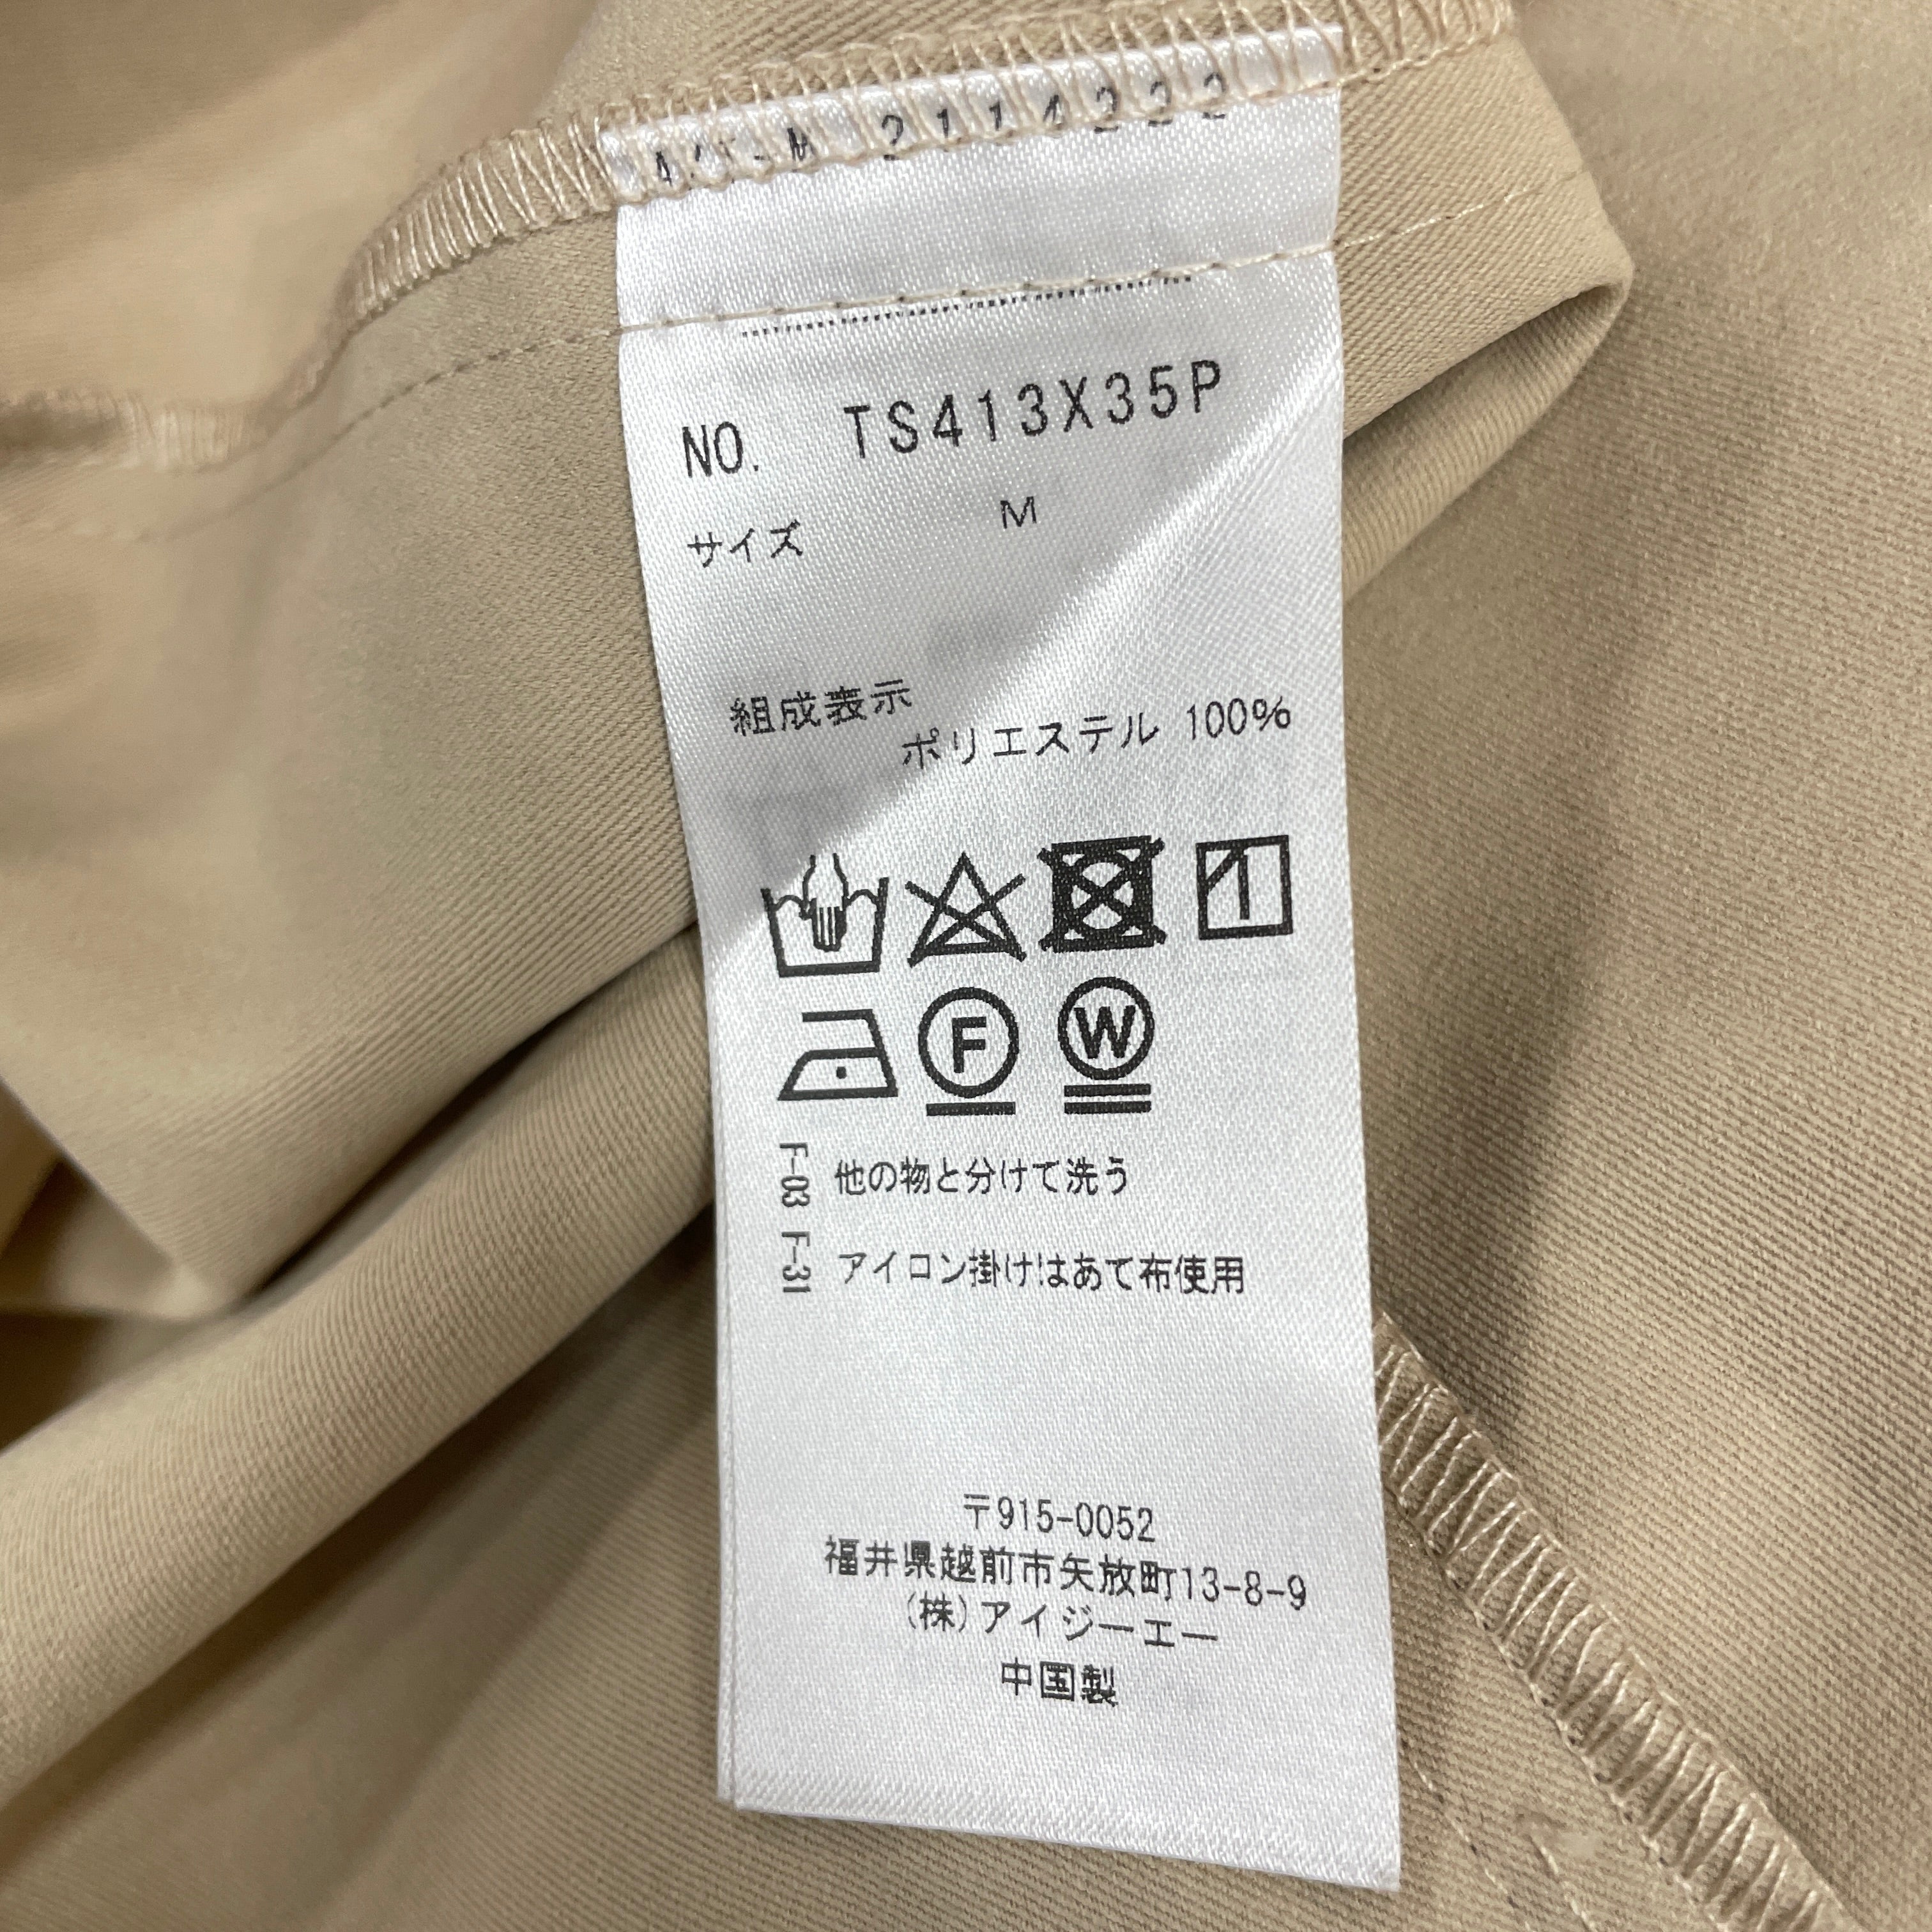 2114222
NO. TS413X35P
サイズ M
組成表示
ポリエステル 100%
F W
F-03 他の物と分けて洗う
F-31 アイロン掛けはあて布使用
〒915-0052
福井県越前市矢放町13-8-9
(株)アイジーエー
中国製